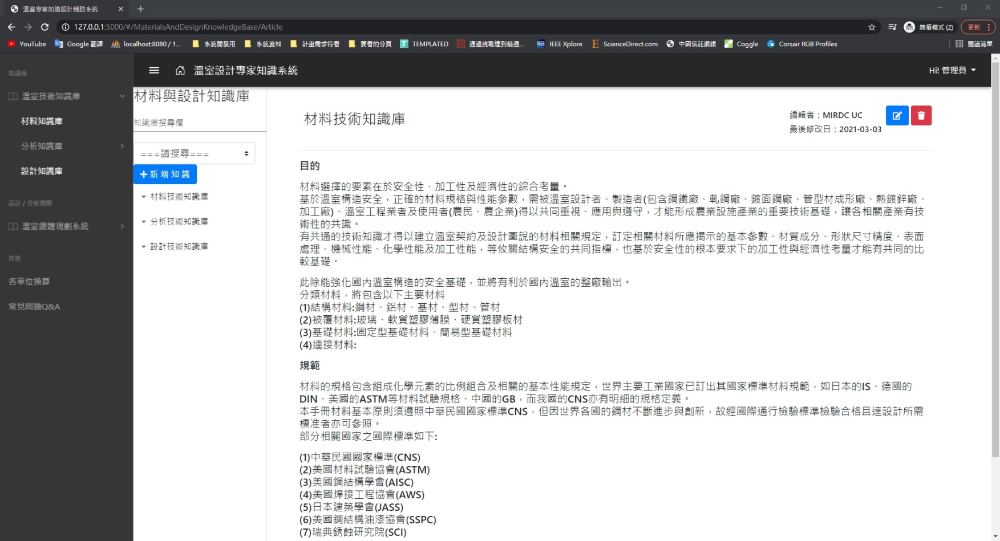 溫室專家知識設計輔助系統
127.0.0.1:5000/#/MaterialsAndDesignKnowledgeBase/Article
無痕模式 (2)
更新
YouTube
Google 翻譯
localhost:8080 / 1...
系統開發用
系統資料
計畫需求待看
要看的分頁
TEMPLATED
通過挑戰達到精通...
IEEE Xplore
ScienceDirect.com
中國信託網銀
Coggle
Corsair RGB Profiles
閱讀清單
溫室設計專家知識系統
Hi! 管理員
知識庫
溫室技術知識庫
材料知識庫
分析知識庫
設計知識庫
設計 / 分析規劃
溫室總體規劃系統
其他
各單位換算
常見問題Q&A
材料與設計知識庫
知識庫搜尋欄
===請搜尋===
新 增 知 識
材料技術知識庫
分析技術知識庫
設計技術知識庫
材料技術知識庫
編輯者：MIRDC UC
最後修改日：2021-03-03
目的
材料選擇的要素在於安全性、加工性及經濟性的綜合考量。
基於溫室構造安全，正確的材料規格與性能參數，需被溫室設計者、製造者(包含鋼鐵廠、軋鋼廠、鍍面鋼廠、管型材成形廠、熱鍍鋅廠、
加工廠)、溫室工程業者及使用者(農民、農企業)得以共同重視、應用與遵守，才能形成農業設施產業的重要技術基礎，讓各相關產業有技
術性的共識。
有共通的技術知識才得以建立溫室契約及設計圖說的材料相關規定，訂定相關材料所應揭示的基本參數、材質成分、形狀尺寸精度、表面
處理、機械性能、化學性能及加工性能，等攸關結構安全的共同指標，也基於安全性的根本要求下的加工性與經濟性考量才能有共同的比
較基礎。
此除能強化國內溫室構造的安全基礎，並將有利於國內溫室的整廠輸出。
分類材料，將包含以下主要材料
(1)結構材料:鋼材、鋁材、基材、型材、管材
(2)被覆材料:玻璃、軟質塑膠薄膜、硬質塑膠板材
(3)基礎材料:固定型基礎材料、簡易型基礎材料
(4)連接材料:
規範
材料的規格包含組成化學元素的比例組合及相關的基本性能規定，世界主要工業國家已訂出其國家標準材料規範，如日本的IS、德國的
DIN、美國的ASTM等材料試驗規格、中國的GB，而我國的CNS亦有明細的規格定義。
本手冊材料基本原則須遵照中華民國國家標準CNS，但因世界各國的鋼材不斷進步與創新，故經國際通行檢驗標準檢驗合格且達設計所需
標准者亦可參照。
部分相關國家之國際標準如下:
(1)中華民國國家標準(CNS)
(2)美國材料試驗協會(ASTM)
(3)美國鋼結構學會(AISC)
(4)美國焊接工程協會(AWS)
(5)日本建築學會(JASS)
(6)美國鋼結構油漆協會(SSPC)
(7)瑞典銹蝕研究院(SCI)